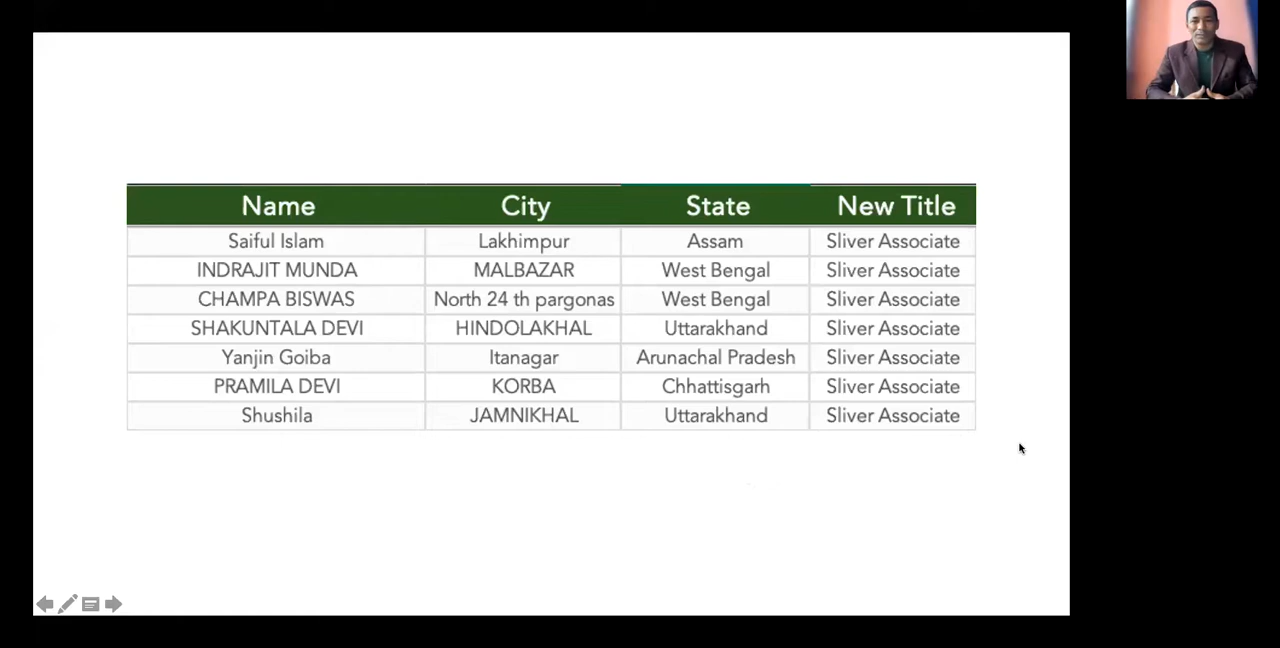 Name City State New Title
Saiful Islam Lakhimpur Assam Sliver Associate
INDRAJIT MUNDA MALBAZAR West Bengal Sliver Associate
CHAMPA BISWAS North 24 th pargonas West Bengal Sliver Associate
SHAKUNTALA DEVI HINDOLAKHAL Uttarakhand Sliver Associate
Yanjin Goiba Itanagar Arunachal Pradesh Sliver Associate
PRAMILA DEVI KORBA Chhattisgarh Sliver Associate
Shushila JAMNIKHAL Uttarakhand Sliver Associate